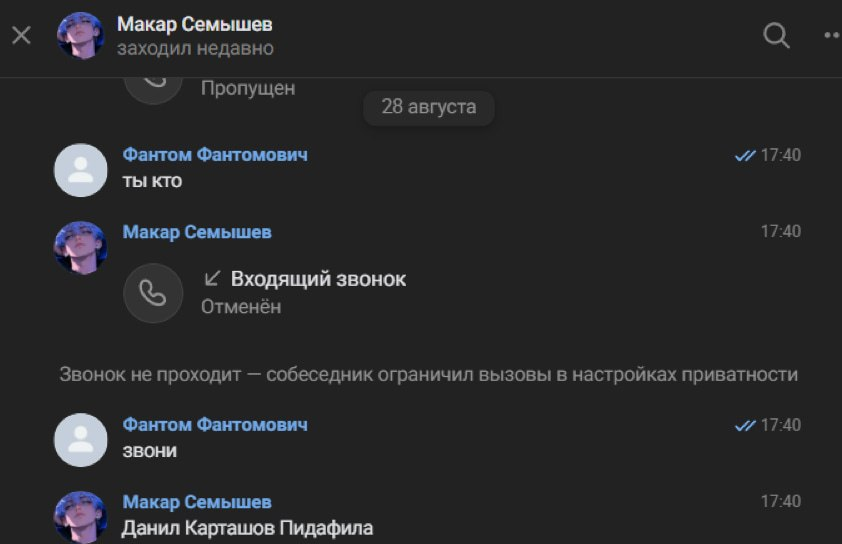 Макар Семышев
заходил недавно
Пропущен
28 августа
Фантом Фантомович 17:40
ты кто
Макар Семышев 17:40
Входящий звонок
Отменён
Звонок не проходит — собеседник ограничил вызовы в настройках приватности
Фантом Фантомович 17:40
звони
Макар Семышев 17:40
Данил Карташов Пидафила